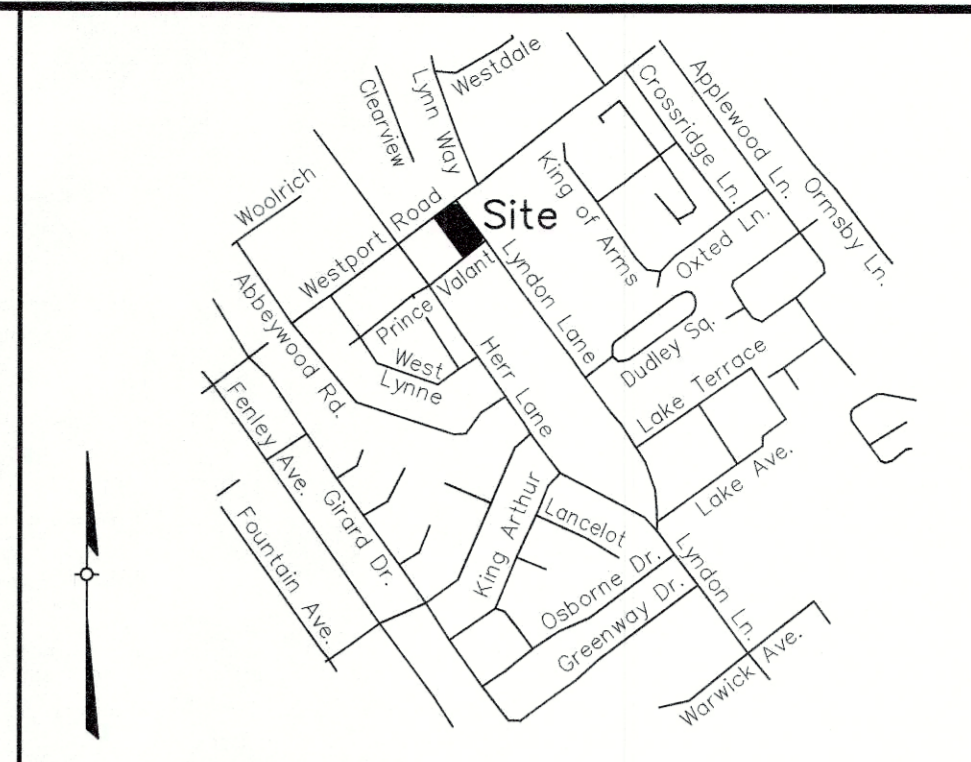 Westdale
Lynn Way
Clearview
Applewood Ln.
Crossridge Ln.
Ormsby Ln.
Woolrich
King of Arms
Site
Westport Road
Oxted Ln.
Prince Valant
Lyndon Lane
Abbeywood Rd.
Dudley Sq.
West
Lynne
Herr Lane
Lake Terrace
Fenley Ave.
Girard Dr.
Lake Ave.
Fountain Ave.
King Arthur
Lancelot
Osborne Dr.
Lyndon Ln.
Greenway Dr.
Warwick Ave.